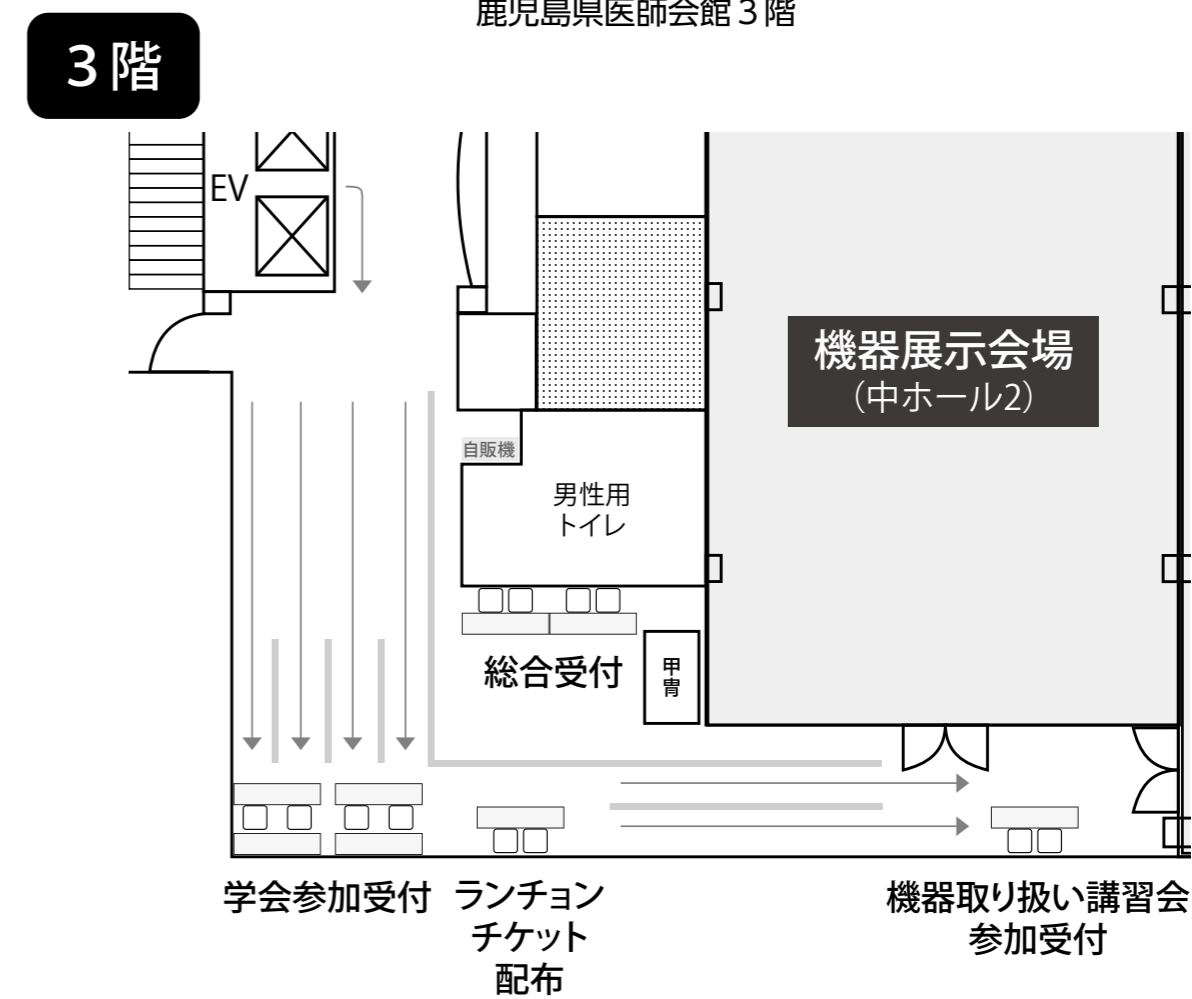 鹿児島県医師会館３階
３階
EV
機器展示会場
（中ホール2）
自販機
男性用
トイレ
総合受付
甲冑
学会参加受付
ランチョン
チケット
配布
機器取り扱い講習会
参加受付